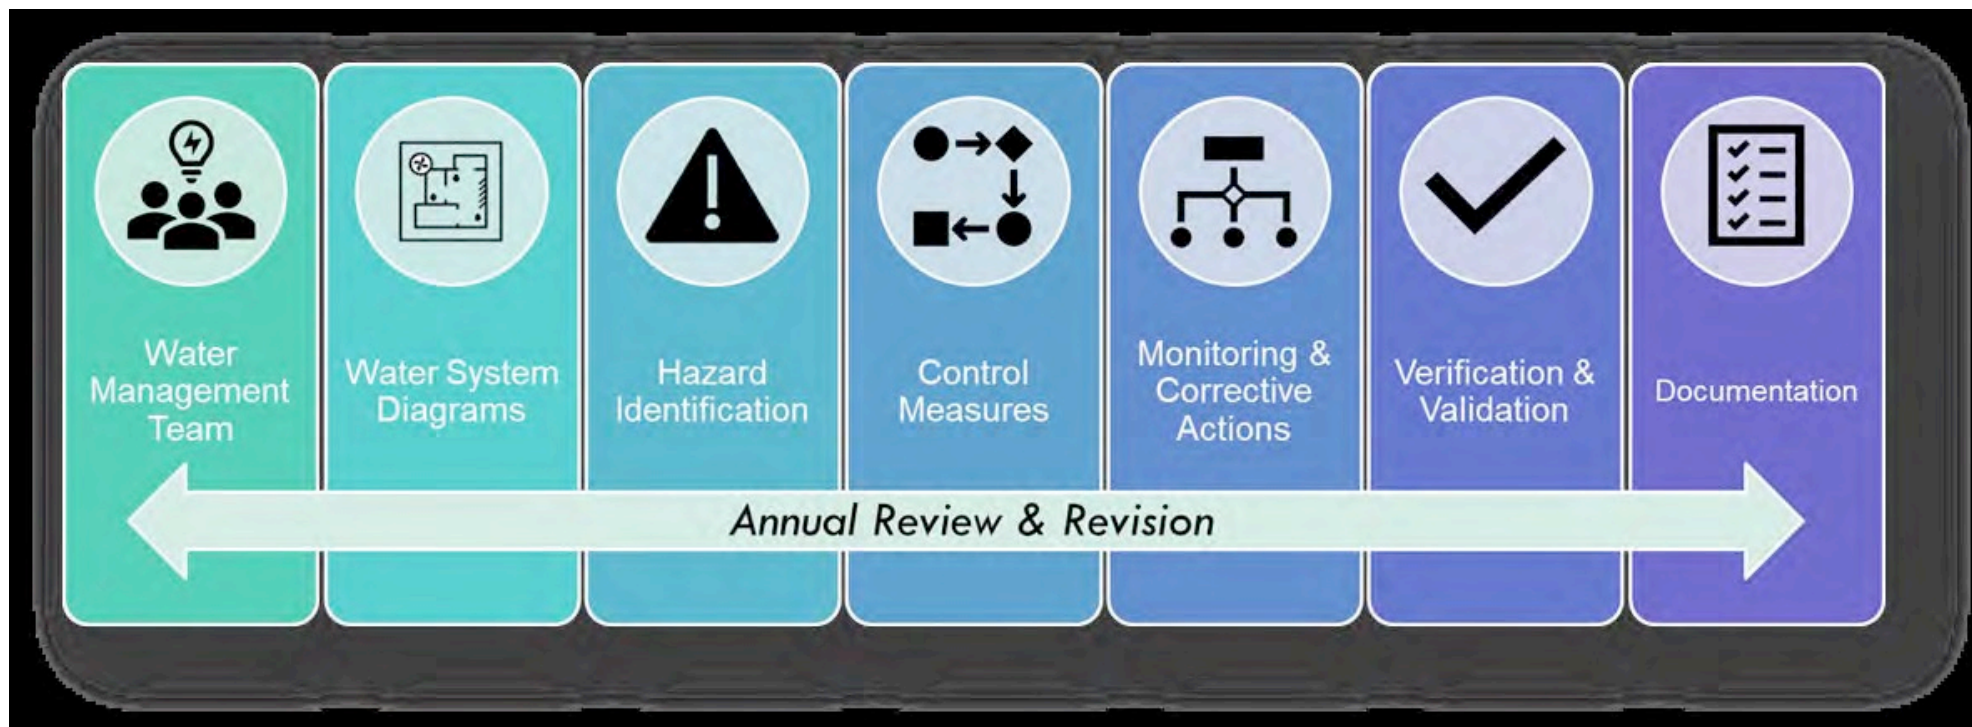 Water
Management
Team
Water System
Diagrams
Hazard
Identification
Control
Measures
Monitoring &
Corrective
Actions
Verification &
Validation
Documentation
Annual Review & Revision